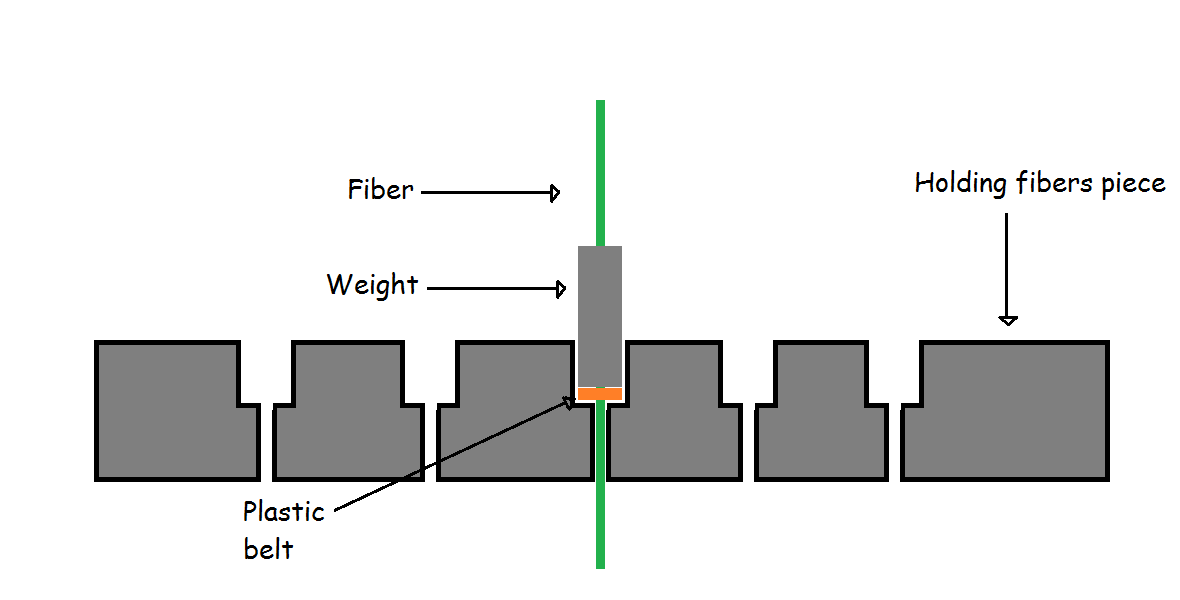 Holding fibers piece
Fiber
Weight
Plastic
belt